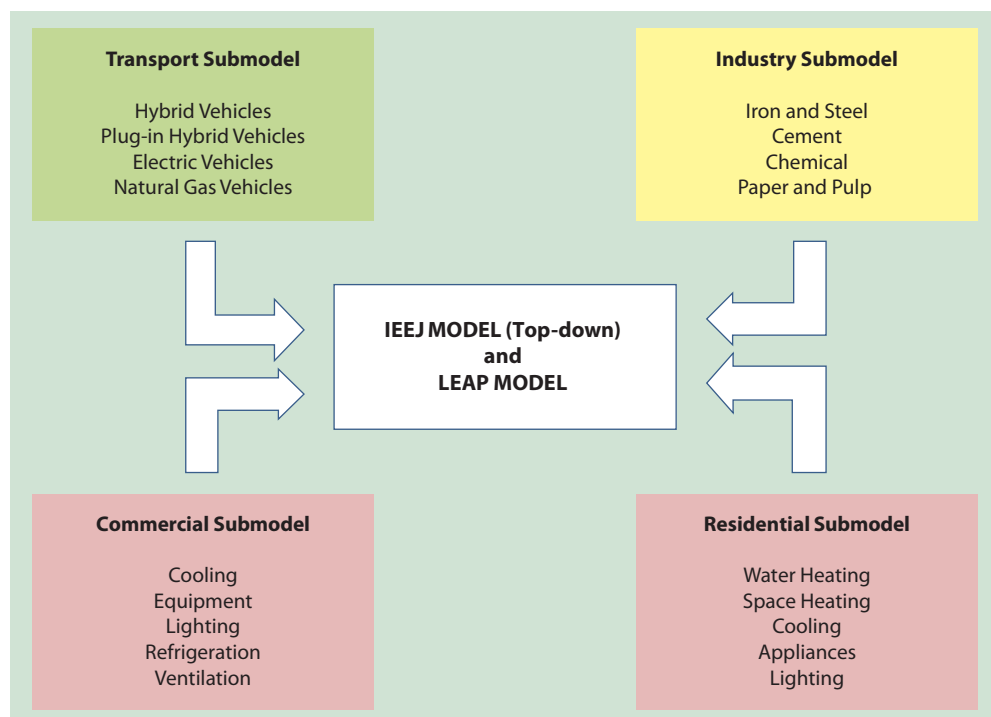 Transport Submodel
Hybrid Vehicles
Plug-in Hybrid Vehicles
Electric Vehicles
Natural Gas Vehicles
Industry Submodel
Iron and Steel
Cement
Chemical
Paper and Pulp
IEEJ MODEL (Top-down)
and
LEAP MODEL
Commercial Submodel
Cooling
Equipment
Lighting
Refrigeration
Ventilation
Residential Submodel
Water Heating
Space Heating
Cooling
Appliances
Lighting